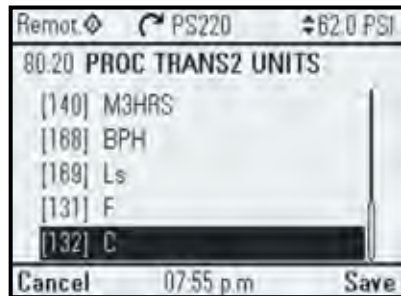 Remot. PS220 62.0 PSI
80.20 PROC TRANS2 UNITS
[140] M3HRS
[168] BPH
[169] Ls
[131] F
[132] C
Cancel 07:55 p.m Save